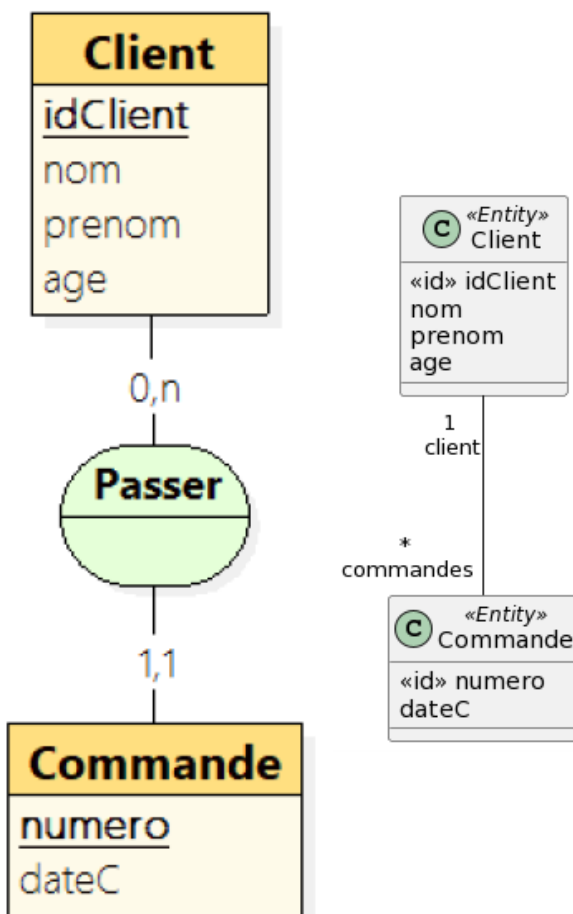 Client
idClient
nom
prenom
age
0,n
Passer
1,1
Commande
numero
dateC
C «Entity»
Client
«id» idClient
nom
prenom
age
1
client
*
commandes
C «Entity»
Commande
«id» numero
dateC